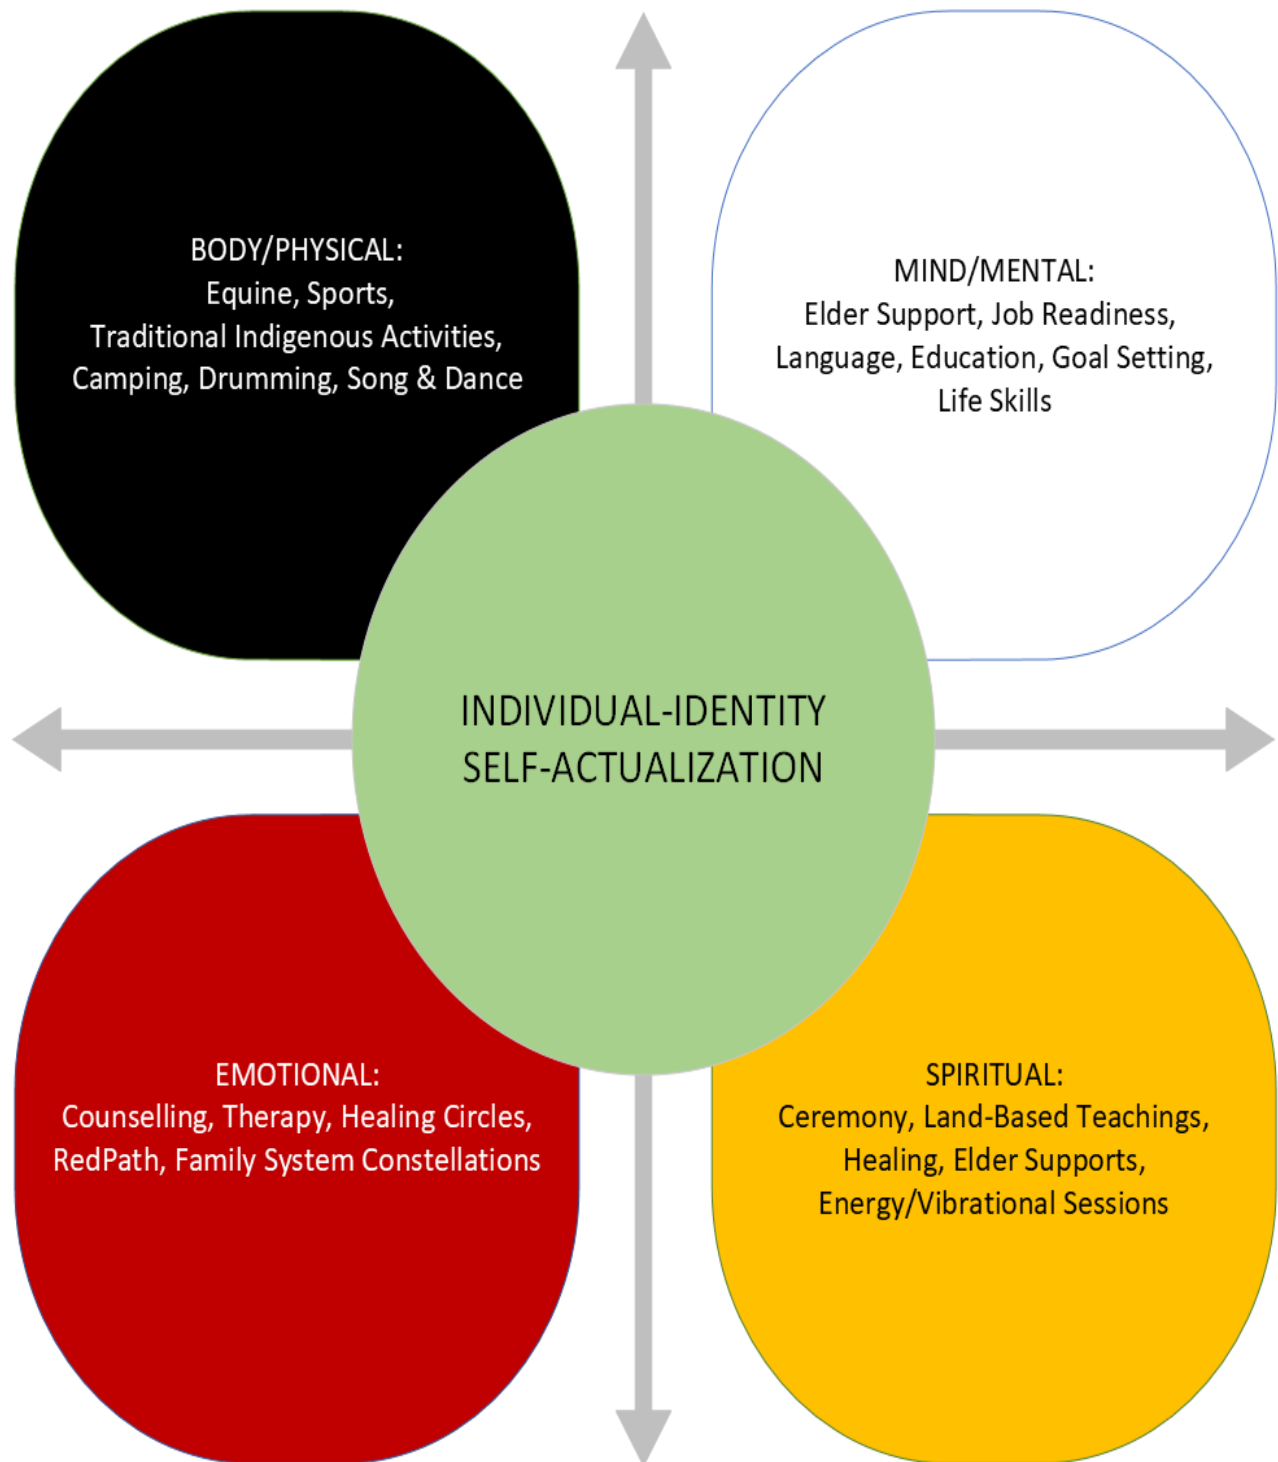 BODY/PHYSICAL:
Equine, Sports,
Traditional Indigenous Activities,
Camping, Drumming, Song & Dance
MIND/MENTAL:
Elder Support, Job Readiness,
Language, Education, Goal Setting,
Life Skills
INDIVIDUAL-IDENTITY
SELF-ACTUALIZATION
EMOTIONAL:
Counselling, Therapy, Healing Circles,
RedPath, Family System Constellations
SPIRITUAL:
Ceremony, Land-Based Teachings,
Healing, Elder Supports,
Energy/Vibrational Sessions